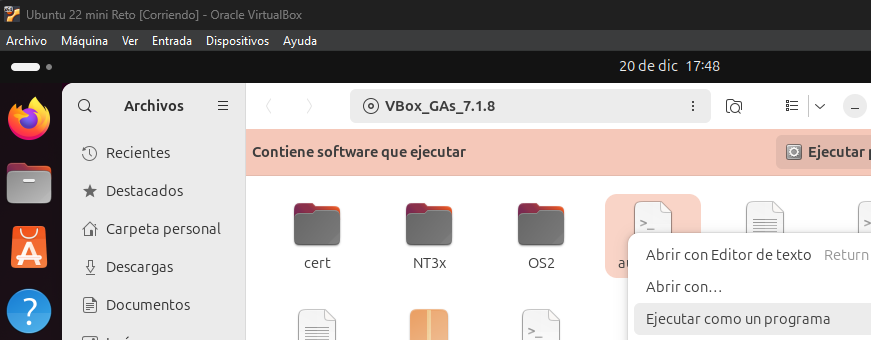 Ubuntu 22 mini Reto [Corriendo] - Oracle VirtualBox
Archivo Máquina Ver Entrada Dispositivos Ayuda
20 de dic 17:48
Archivos
VBox_GAs_7.1.8
Recientes
Contiene software que ejecutar
Ejecutar
Destacados
Carpeta personal
Descargas
Documentos
cert
NT3x
OS2
Abrir con Editor de texto Return
Abrir con…
Ejecutar como un programa